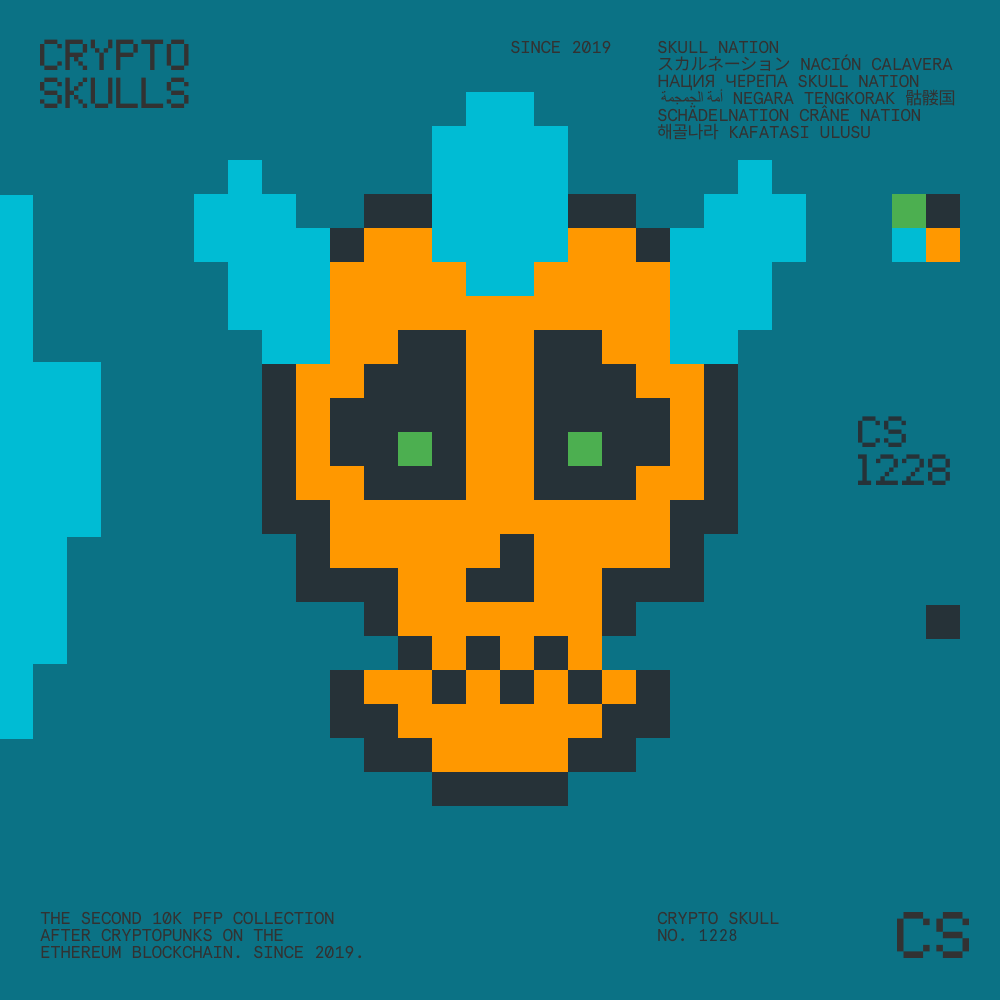 CRYPTO
SKULLS
SINCE 2019
SKULL NATION
スカルネーション NACIÓN CALAVERA
НАЦИЯ ЧЕРЕПА SKULL NATION
أمة الجمجمة NEGARA TENGKORAK 骷髅国
SCHÄDELNATION CRÂNE NATION
해골나라 KAFATASI ULUSU
CS
1228
THE SECOND 10K PFP COLLECTION
AFTER CRYPTOPUNKS ON THE
ETHEREUM BLOCKCHAIN. SINCE 2019.
CRYPTO SKULL
NO. 1228
CS